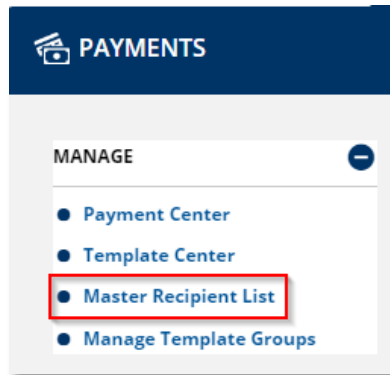 PAYMENTS
MANAGE
Payment Center
Template Center
Master Recipient List
Manage Template Groups